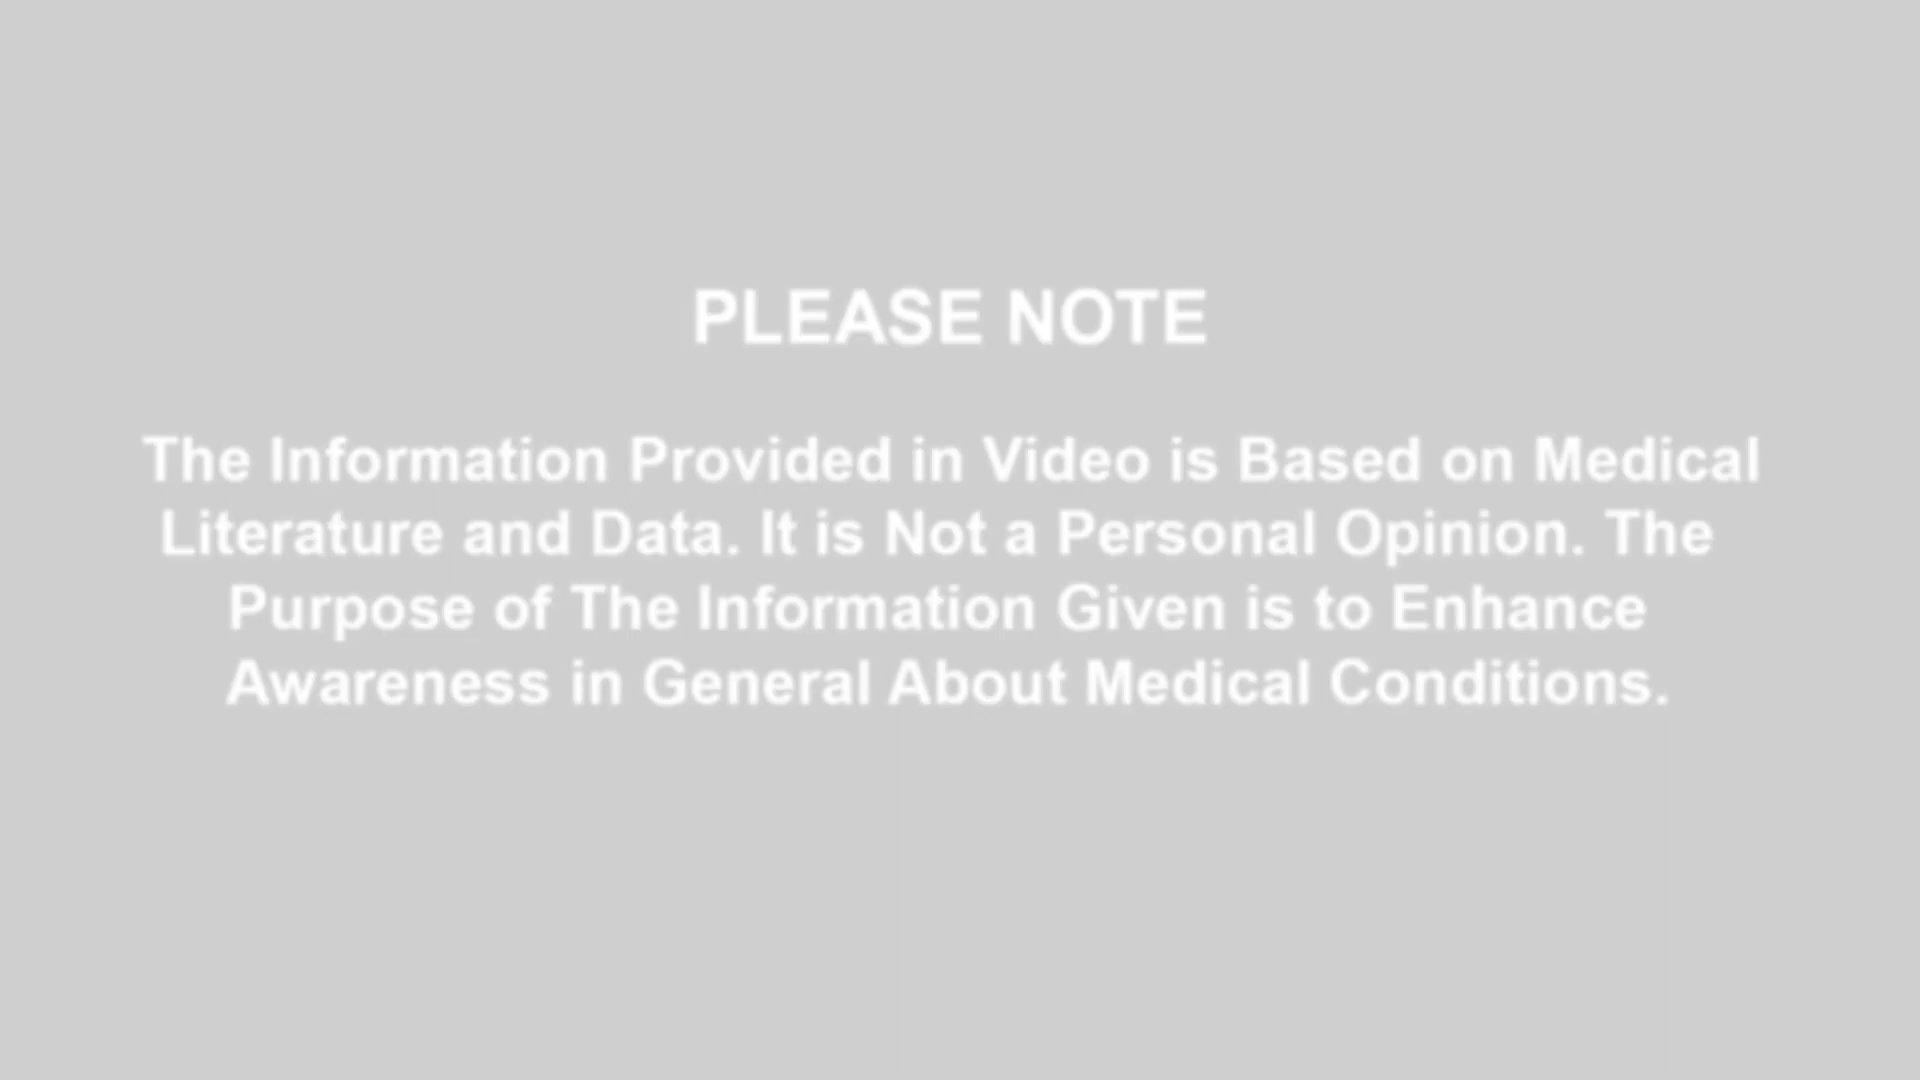 PLEASE NOTE
The Information Provided in Video is Based on Medical
Literature and Data. It is Not a Personal Opinion. The
Purpose of The Information Given is to Enhance
Awareness in General About Medical Conditions.